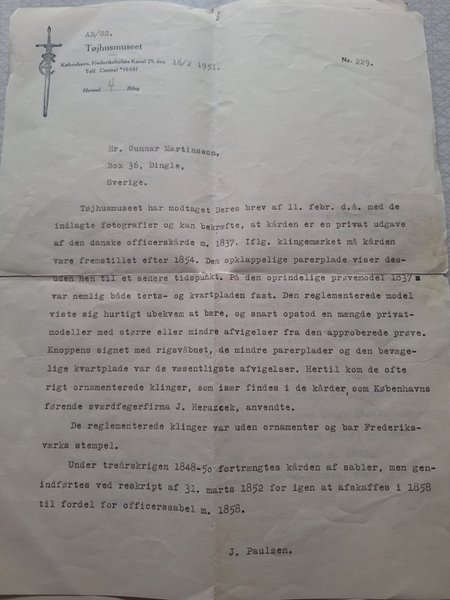 AH/OS.
Tøjhusmuseet
København, Frederiksholms Kanal 29, den 16/2 1951.
Telf. Central *11037
Nr. 229.
Hermed 4 Bilag
Hr. Gunnar Martinsson,
Box 36, Dingle,
Sverige.
Tøjhusmuseet har modtaget Deres brev af 11. febr. d.å. med de
indlagte fotografier og kan bekræfte, at kården er en privat udgave
af den danske officerskårde m. 1837. Iflg. klingemærket må kården
være fremstillet efter 1854. Den opklappelige parerplade viser des-
uden hen til et senere tidspunkt. På den oprindelige prøvemodel 1837
var nemlig både terts- og kvartpladen fast. Den reglementerede model
viste sig hurtigt ubekvem at bære, og snart opstod en mængde privat-
modeller med større eller mindre afvigelser fra den approberede prøve.
Knoppens signet med rigsvåbnet, de mindre parerplader og den bevæge-
lige kvartplade var de væsentligste afvigelser. Hertil kom de ofte
rigt ornamenterede klinger, som især findes i de kårder, som Københavns
førende sværdfegerfirma J. Herazcek, anvendte.
De reglementerede klinger var uden ornamenter og bar Frederiks-
værks stempel.
Under treårskrigen 1848-50 fortrængtes kården af sabler, men gen-
indførtes ved reskript af 31. marts 1852 for igen at afskaffes i 1858
til fordel for officerssabel m. 1858.
J. Paulsen.